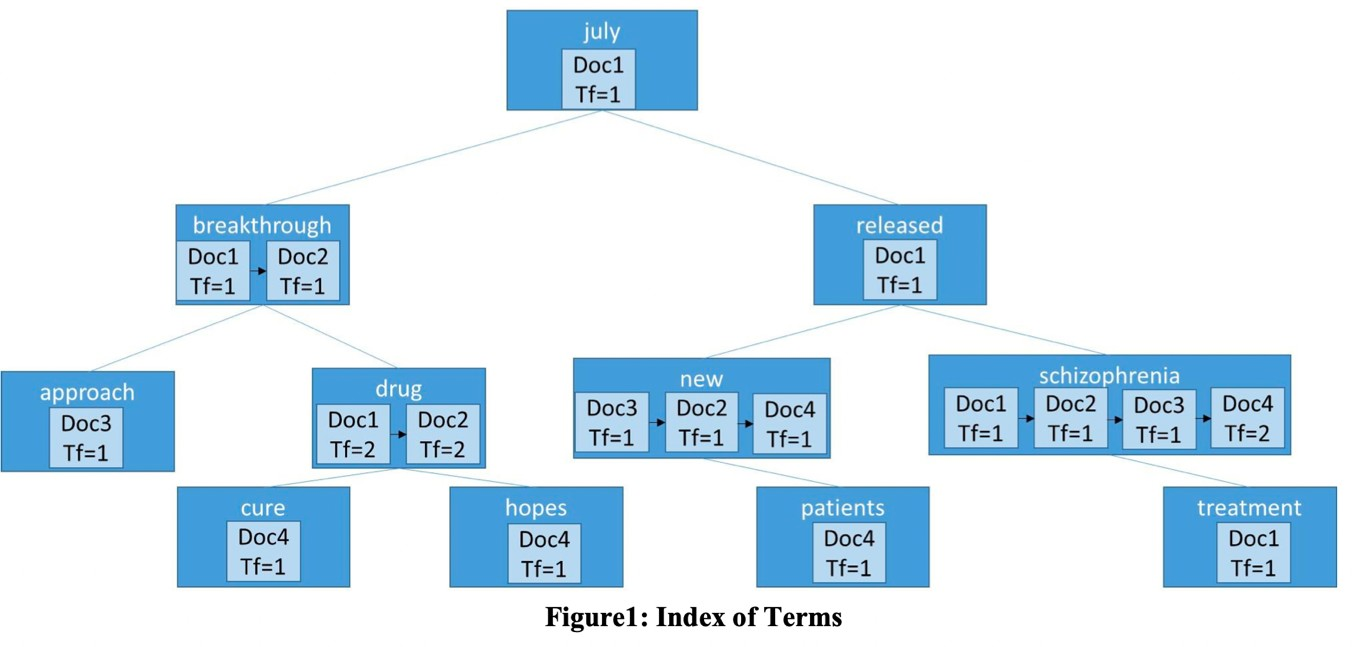 july
Doc1
Tf=1
breakthrough
Doc1
Tf=1
Doc2
Tf=1
released
Doc1
Tf=1
approach
Doc3
Tf=1
drug
Doc1
Tf=2
Doc2
Tf=2
new
Doc3
Tf=1
Doc2
Tf=1
Doc4
Tf=1
schizophrenia
Doc1
Tf=1
Doc2
Tf=1
Doc3
Tf=1
Doc4
Tf=2
cure
Doc4
Tf=1
hopes
Doc4
Tf=1
patients
Doc4
Tf=1
treatment
Doc1
Tf=1
Figure1: Index of Terms